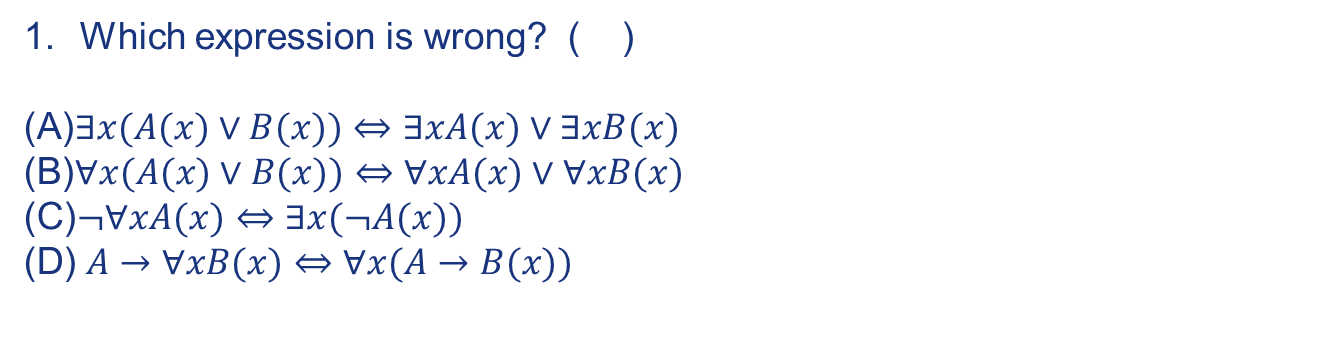 1. Which expression is wrong? ( )
(A)∃x(A(x) ∨ B(x)) ⇔ ∃xA(x) ∨ ∃xB(x)
(B)∀x(A(x) ∨ B(x)) ⇔ ∀xA(x) ∨ ∀xB(x)
(C)¬∀xA(x) ⇔ ∃x(¬A(x))
(D) A → ∀xB(x) ⇔ ∀x(A → B(x))